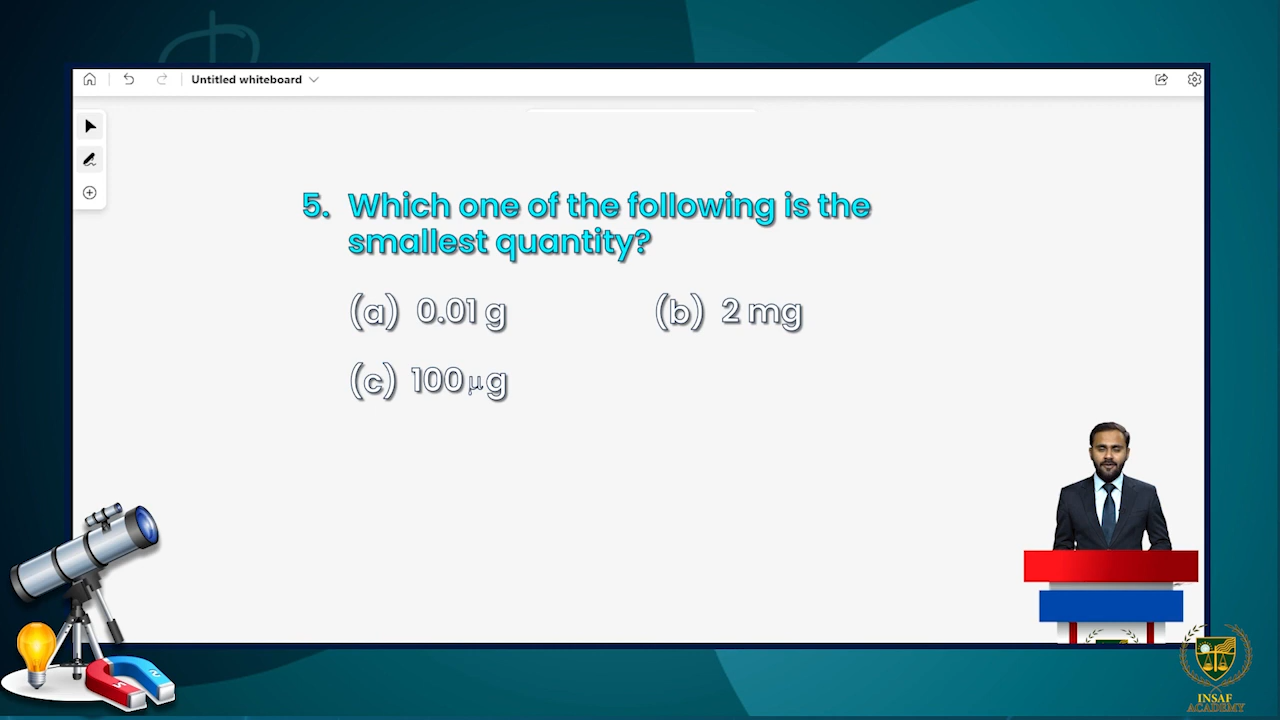 Untitled whiteboard
5. Which one of the following is the
smallest quantity?
(a) 0.01 g (b) 2 mg
(c) 100 μg
INSAF
ACADEMY